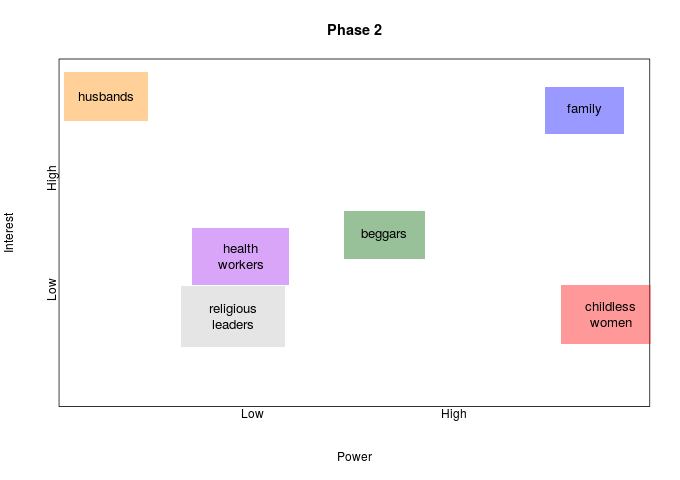 Phase 2
husbands
family
High
Interest
beggars
health
workers
Low
religious
leaders
childless
women
Low
High
Power